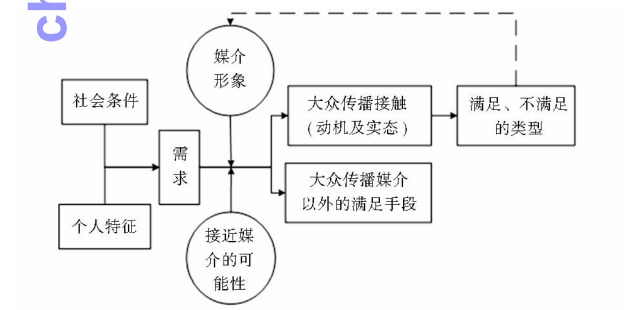 ch
媒介
形象
社会条件
大众传播接触
(动机及实态)
满足、不满足
的类型
需
求
大众传播媒介
以外的满足手段
个人特征
接近媒
介的可
能性